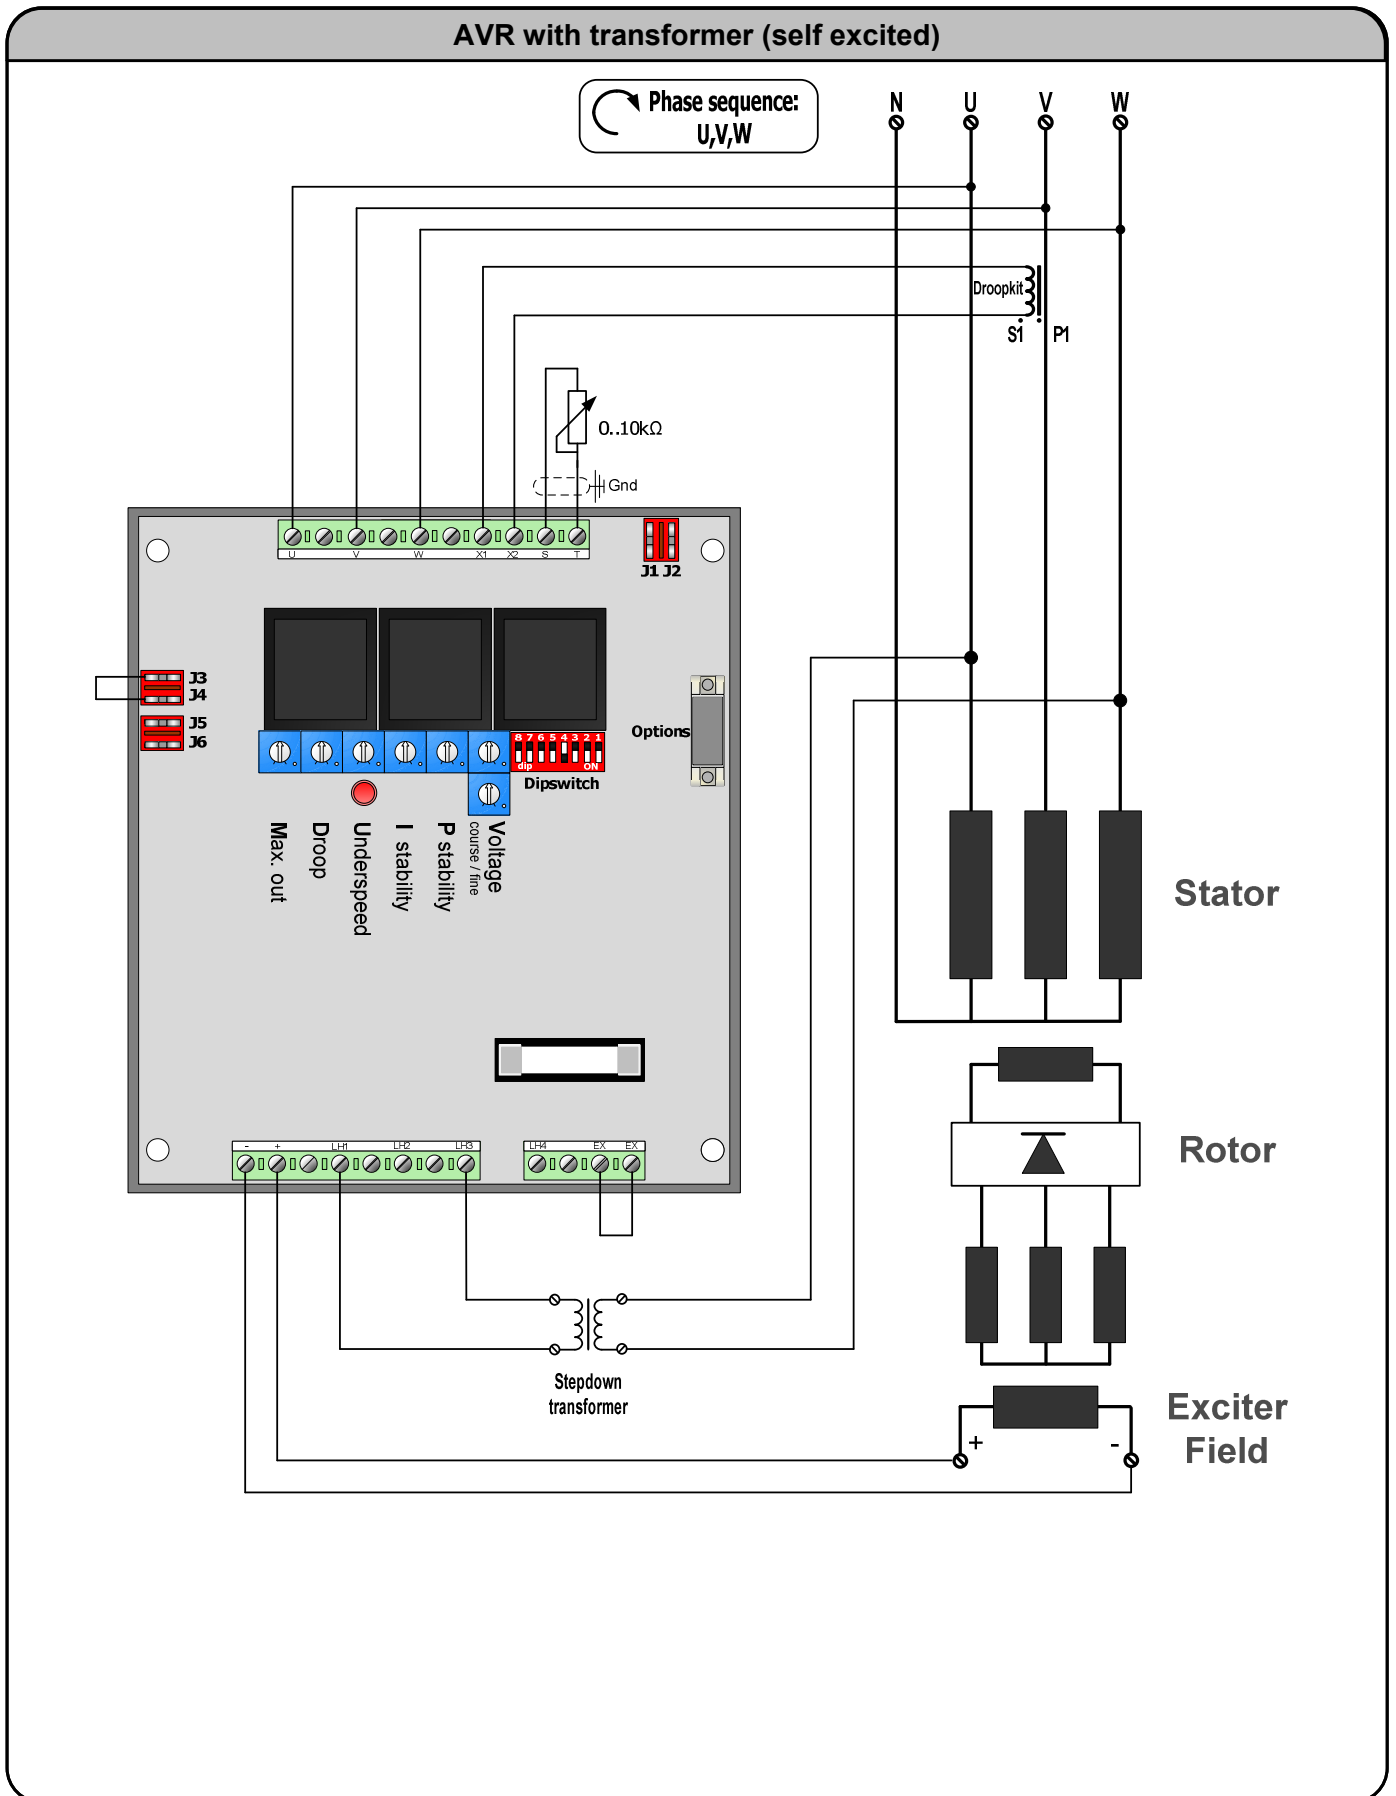 AVR with transformer (self excited)
Phase sequence:
U,V,W
N U V W
Droopkit
S1 P1
0..10kΩ
Gnd
U V W X1 X2 S T
J1 J2
J3
J4
J5
J6
Options
8 7 6 5 4 3 2 1
dip ON
Dipswitch
Max. out
Droop
Underspeed
I stability
P stability
Voltage
course / fine
Stator
- + LH1 LH2 LH3
LH4 EX EX
Rotor
Stepdown
transformer
Exciter
Field
+ -